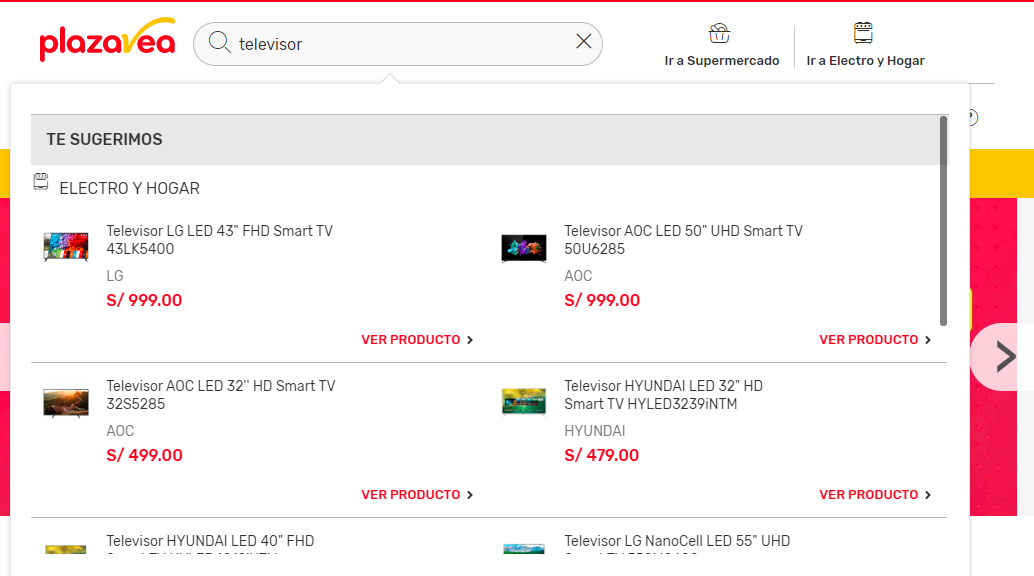 plazavea
televisor
Ir a Supermercado
Ir a Electro y Hogar
TE SUGERIMOS
ELECTRO Y HOGAR
Televisor LG LED 43" FHD Smart TV
43LK5400
LG
S/ 999.00
VER PRODUCTO
Televisor AOC LED 50" UHD Smart TV
50U6285
AOC
S/ 999.00
VER PRODUCTO
Televisor AOC LED 32'' HD Smart TV
32S5285
AOC
S/ 499.00
VER PRODUCTO
Televisor HYUNDAI LED 32" HD
Smart TV HYLED3239iNTM
HYUNDAI
S/ 479.00
VER PRODUCTO
Televisor HYUNDAI LED 40" FHD
Televisor LG NanoCell LED 55" UHD